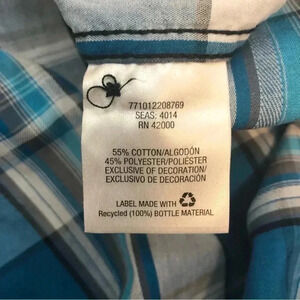 771012208769
SEAS: 4014
RN 42000
55% COTTON/ALGODÓN
45% POLYESTER/POLIÉSTER
EXCLUSIVE OF DECORATION/
EXCLUSIVO DE DECORACIÓN
LABEL MADE WITH
Recycled (100%) BOTTLE MATERIAL